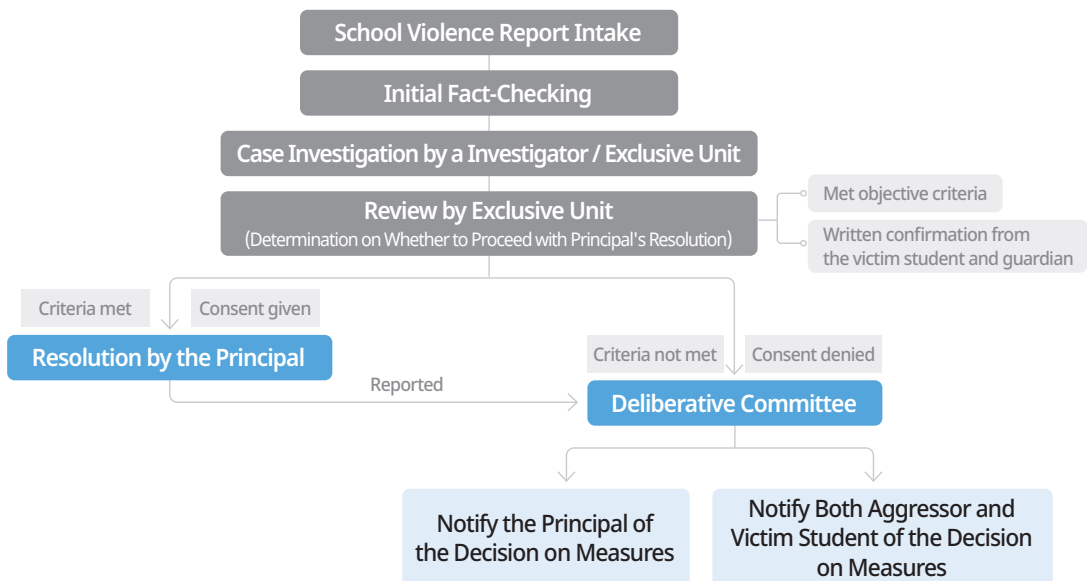 School Violence Report Intake
Initial Fact-Checking
Case Investigation by a Investigator / Exclusive Unit
Review by Exclusive Unit
(Determination on Whether to Proceed with Principal's Resolution)
Met objective criteria
Written confirmation from
the victim student and guardian
Criteria met
Consent given
Resolution by the Principal
Criteria not met
Consent denied
Reported
Deliberative Committee
Notify the Principal of
the Decision on Measures
Notify Both Aggressor and
Victim Student of the Decision
on Measures